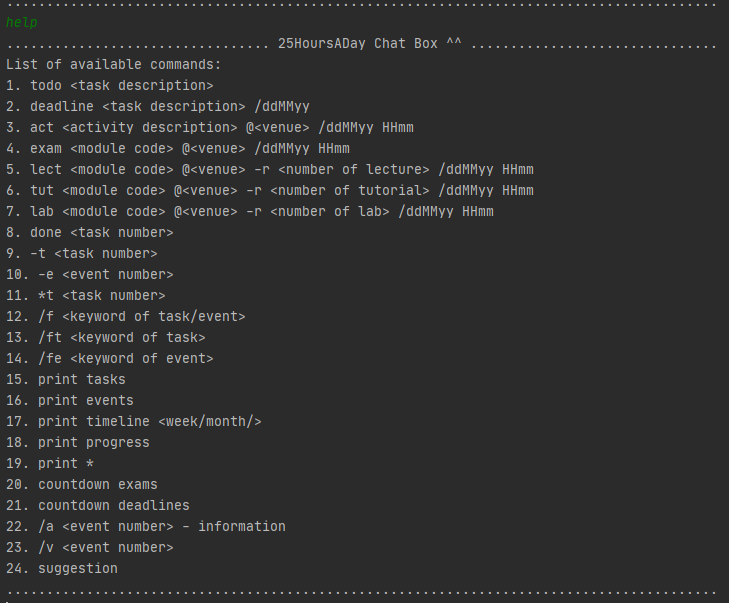 .........................................................................................
help
................................. 25HoursADay Chat Box ^^ ...............................
List of available commands:
1. todo <task description>
2. deadline <task description> /ddMMyy
3. act <activity description> @<venue> /ddMMyy HHmm
4. exam <module code> @<venue> /ddMMyy HHmm
5. lect <module code> @<venue> -r <number of lecture> /ddMMyy HHmm
6. tut <module code> @<venue> -r <number of tutorial> /ddMMyy HHmm
7. lab <module code> @<venue> -r <number of lab> /ddMMyy HHmm
8. done <task number>
9. -t <task number>
10. -e <event number>
11. *t <task number>
12. /f <keyword of task/event>
13. /ft <keyword of task>
14. /fe <keyword of event>
15. print tasks
16. print events
17. print timeline <week/month/>
18. print progress
19. print *
20. countdown exams
21. countdown deadlines
22. /a <event number> - information
23. /v <event number>
24. suggestion
.........................................................................................